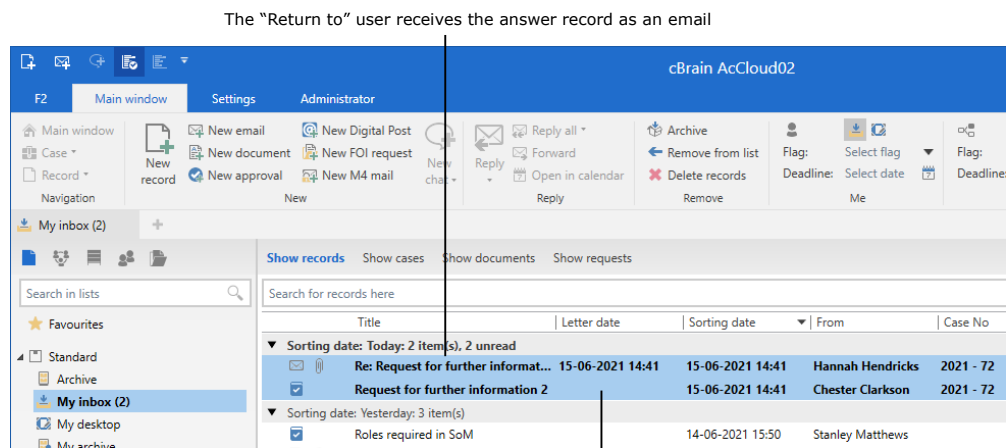 The “Return to” user receives the answer record as an email
cBrain AcCloud02
F2 Main window Settings Administrator
Main window New email New Digital Post Reply all Archive Flag: Select flag Flag:
Case New document New FOI request Forward Remove from list Deadline: Select date Deadline:
Record New record New approval New M4 mail New chat Reply Open in calendar Delete records
Navigation New Reply Remove Me
My inbox (2) +
Show records Show cases Show documents Show requests
Search in lists Search for records here
Favourites Title Letter date Sorting date From Case No
Standard Sorting date: Today: 2 item(s), 2 unread
Archive Re: Request for further informat... 15-06-2021 14:41 15-06-2021 14:41 Hannah Hendricks 2021 - 72
My inbox (2) Request for further information 2 15-06-2021 14:41 Chester Clarkson 2021 - 72
My desktop Sorting date: Yesterday: 3 item(s)
My archive Roles required in SoM 14-06-2021 15:50 Stanley Matthews